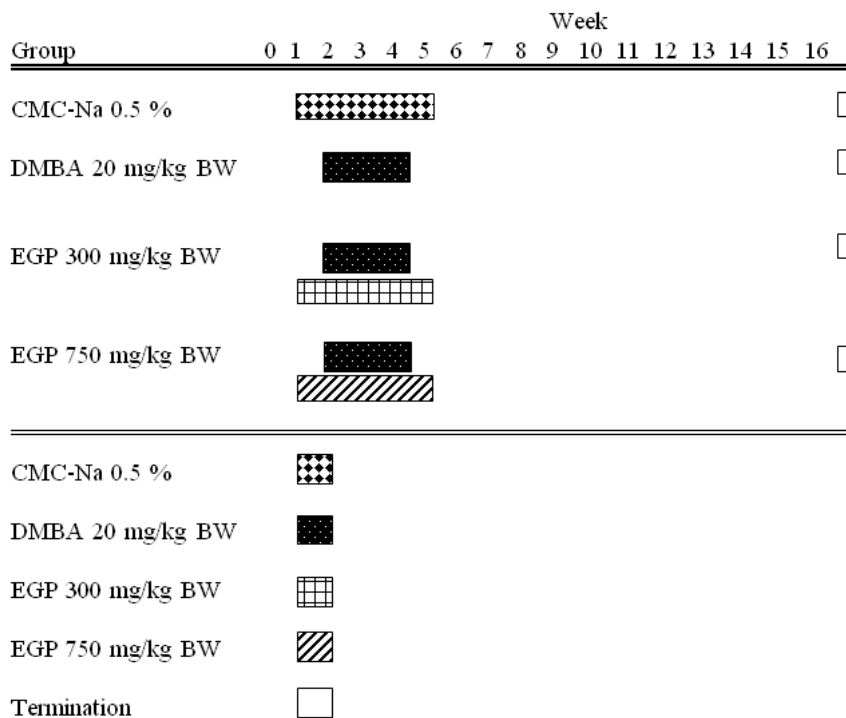 Week
Group 0 1 2 3 4 5 6 7 8 9 10 11 12 13 14 15 16
CMC-Na 0.5 %
DMBA 20 mg/kg BW
EGP 300 mg/kg BW
EGP 750 mg/kg BW
CMC-Na 0.5 %
DMBA 20 mg/kg BW
EGP 300 mg/kg BW
EGP 750 mg/kg BW
Termination